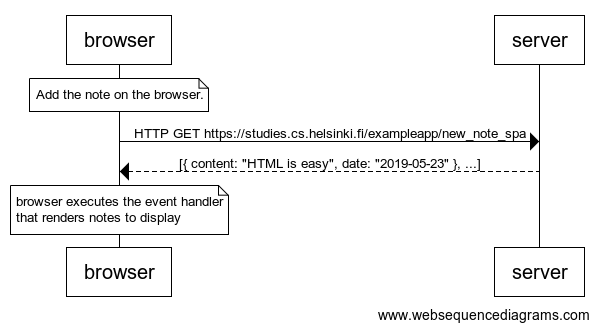 browser
server
Add the note on the browser.
HTTP GET https://studies.cs.helsinki.fi/exampleapp/new_note_spa
[{ content: "HTML is easy", date: "2019-05-23" }, ...]
browser executes the event handler
that renders notes to display
browser
server
www.websequencediagrams.com